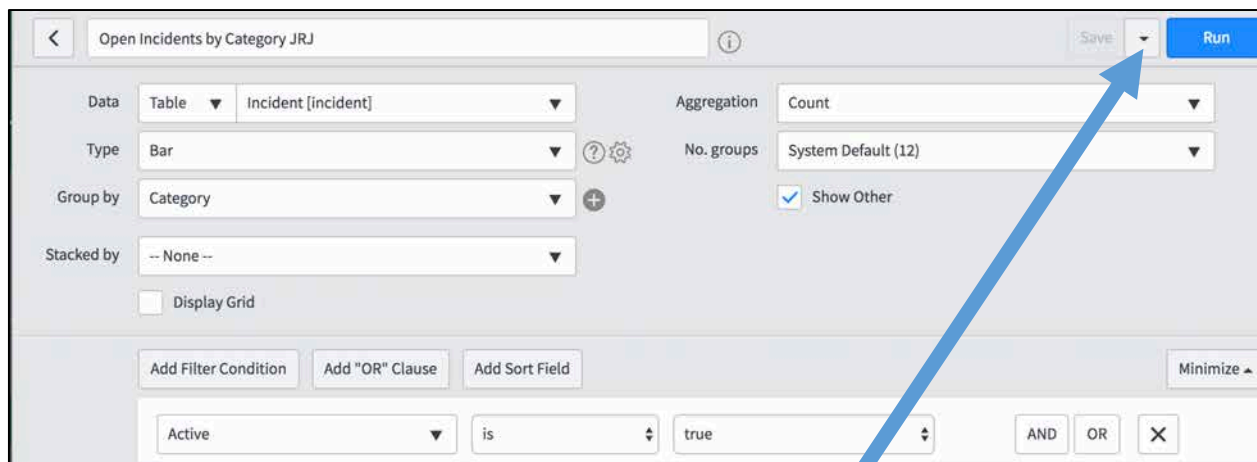 Open Incidents by Category JRJ
Save
Run
Data Table Incident [incident] Aggregation Count
Type Bar No. groups System Default (12)
Group by Category Show Other
Stacked by -- None --
Display Grid
Add Filter Condition Add "OR" Clause Add Sort Field Minimize
Active is true AND OR